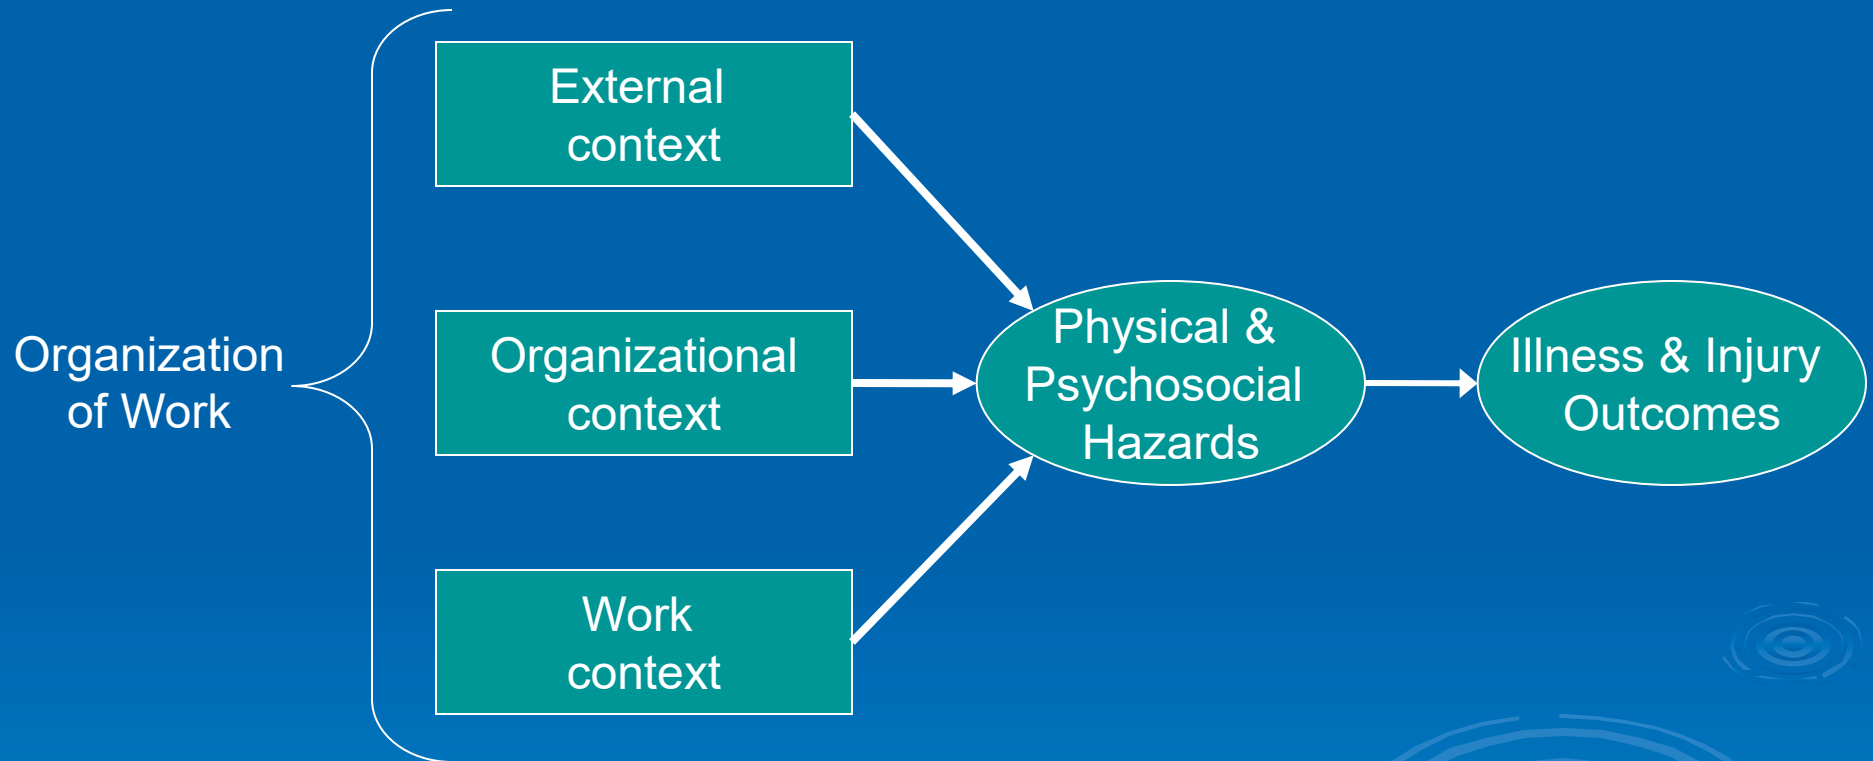 Organization
of Work
External
context
Organizational
context
Work
context
Physical &
Psychosocial
Hazards
Illness & Injury
Outcomes